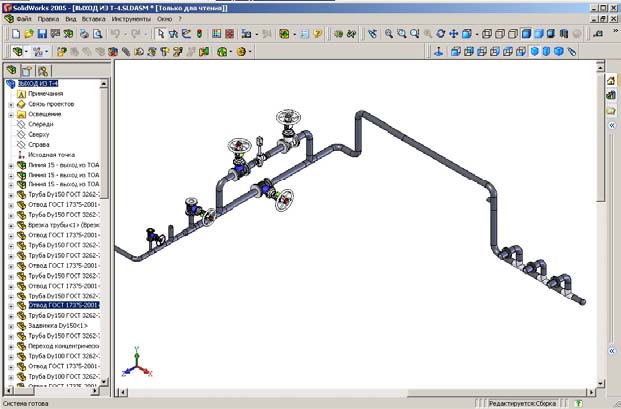 SolidWorks 2005 - [ВЫХОД ИЗ Т-4.SLDASM * [Только для чтения]]
Файл Правка Вид Вставка Инструменты Окно ?
ВЫХОД ИЗ Т-4
Примечания
Связь проектов
Освещение
Спереди
Сверху
Справа
Исходная точка
Линия 15 - выход из ТОА
Линия 15 - выход из ТОА
Линия 15 - выход из ТОА
Труба Dy150 ГОСТ 3262-
Отвод ГОСТ 17375-2001-
Труба Dy150 ГОСТ 3262-
Врезка трубы<1> (Врезк
Отвод ГОСТ 17375-2001-
Труба Dy150 ГОСТ 3262-
Отвод ГОСТ 17375-2001-
Труба Dy150 ГОСТ 3262-
Отвод ГОСТ 17375-2001-
Труба Dy150 ГОСТ 3262-
Отвод ГОСТ 17375-2001-
Труба Dy150 ГОСТ 3262-
Задвижка Dy150<1>
Труба Dy150 ГОСТ 3262-
Переход концентрическ
Труба Dy100 ГОСТ 3262-
Труба Dy100 ГОСТ 3262-
Отвод ГОСТ 17375-2001-
Y
X
Z
Система готова
Редактируется: Сборка